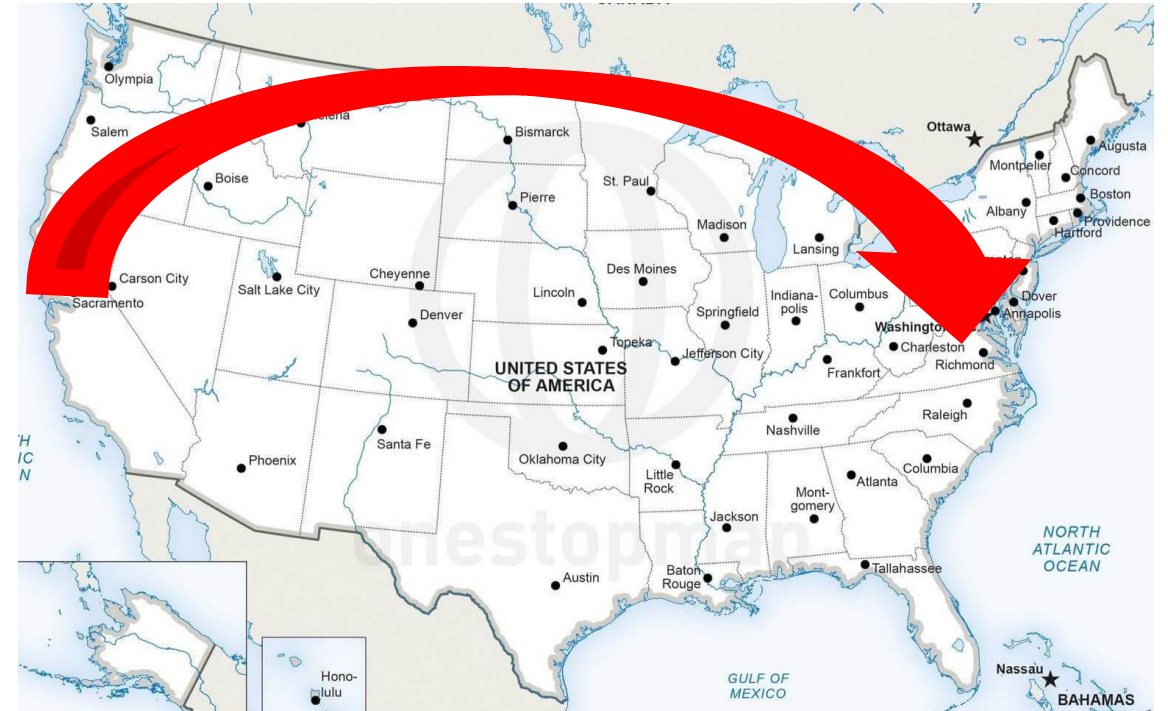 Olympia
Salem
Boise
Bismarck
Pierre
St. Paul
Madison
Lansing
Ottawa
Montpelier
Augusta
Concord
Boston
Albany
Providence
Hartford
Carson City
Sacramento
Salt Lake City
Cheyenne
Denver
Lincoln
Des Moines
Springfield
Indiana-
polis
Columbus
Dover
Annapolis
Washington
Charleston
Richmond
Topeka
Jefferson City
UNITED STATES
OF AMERICA
Frankfort
Raleigh
Nashville
Santa Fe
Phoenix
Oklahoma City
Little
Rock
Atlanta
Columbia
Mont-
gomery
Jackson
onestopmap
Austin
Baton
Rouge
Tallahassee
NORTH
ATLANTIC
OCEAN
Hono-
lulu
GULF OF
MEXICO
Nassau
BAHAMAS